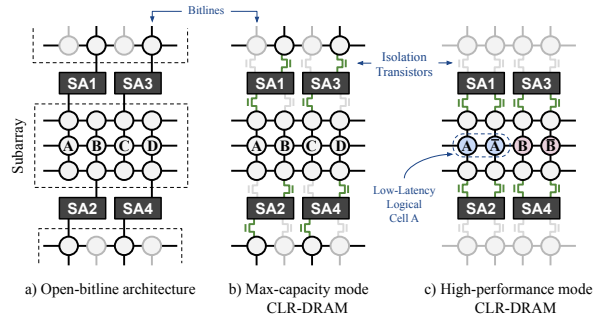 Bitlines
Isolation
Transistors
SA1 SA3 SA1 SA3 SA1 SA3
Subarray
A B C D A B C D A A̅ B B̅
Low-Latency
Logical
Cell A
SA2 SA4 SA2 SA4 SA2 SA4
a) Open-bitline architecture b) Max-capacity mode c) High-performance mode
CLR-DRAM CLR-DRAM